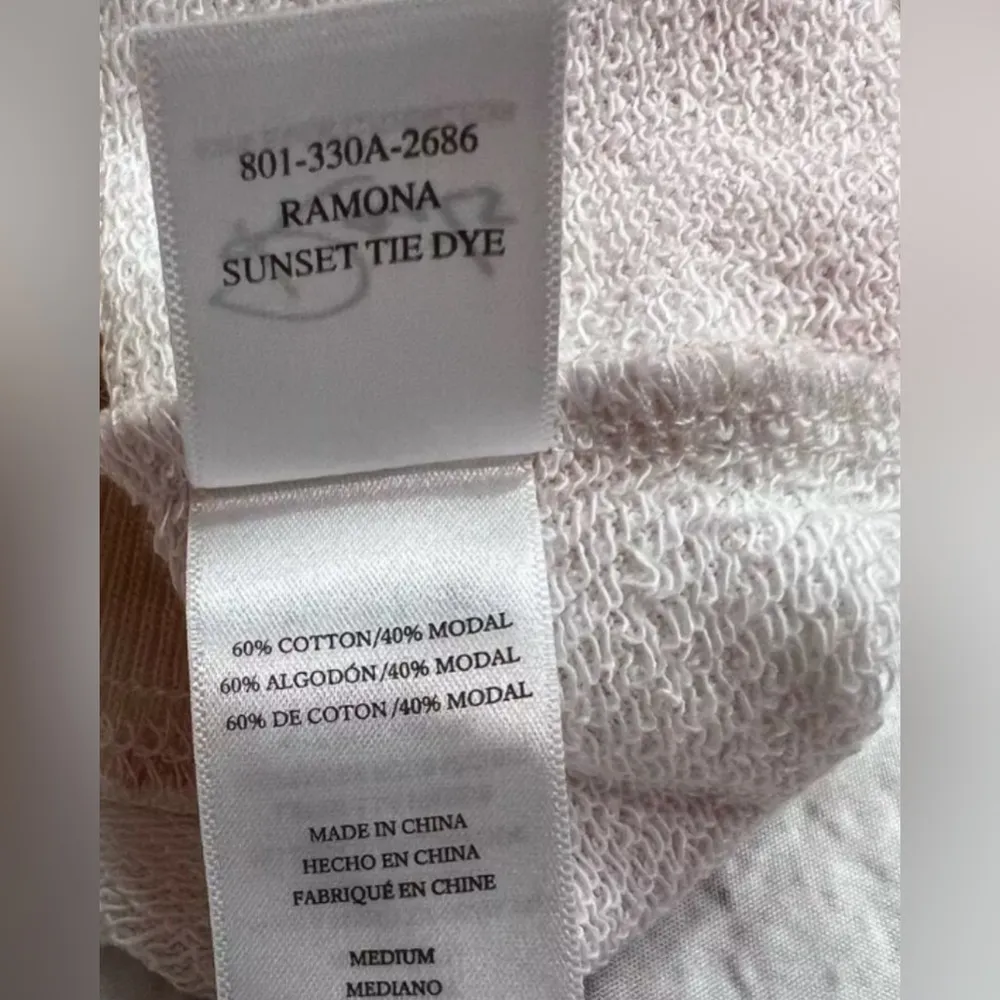 801-330A-2686
RAMONA
SUNSET TIE DYE
60% COTTON/40% MODAL
60% ALGODÓN/40% MODAL
60% DE COTON/40% MODAL
MADE IN CHINA
HECHO EN CHINA
FABRIQUÉ EN CHINE
MEDIUM
MEDIANO